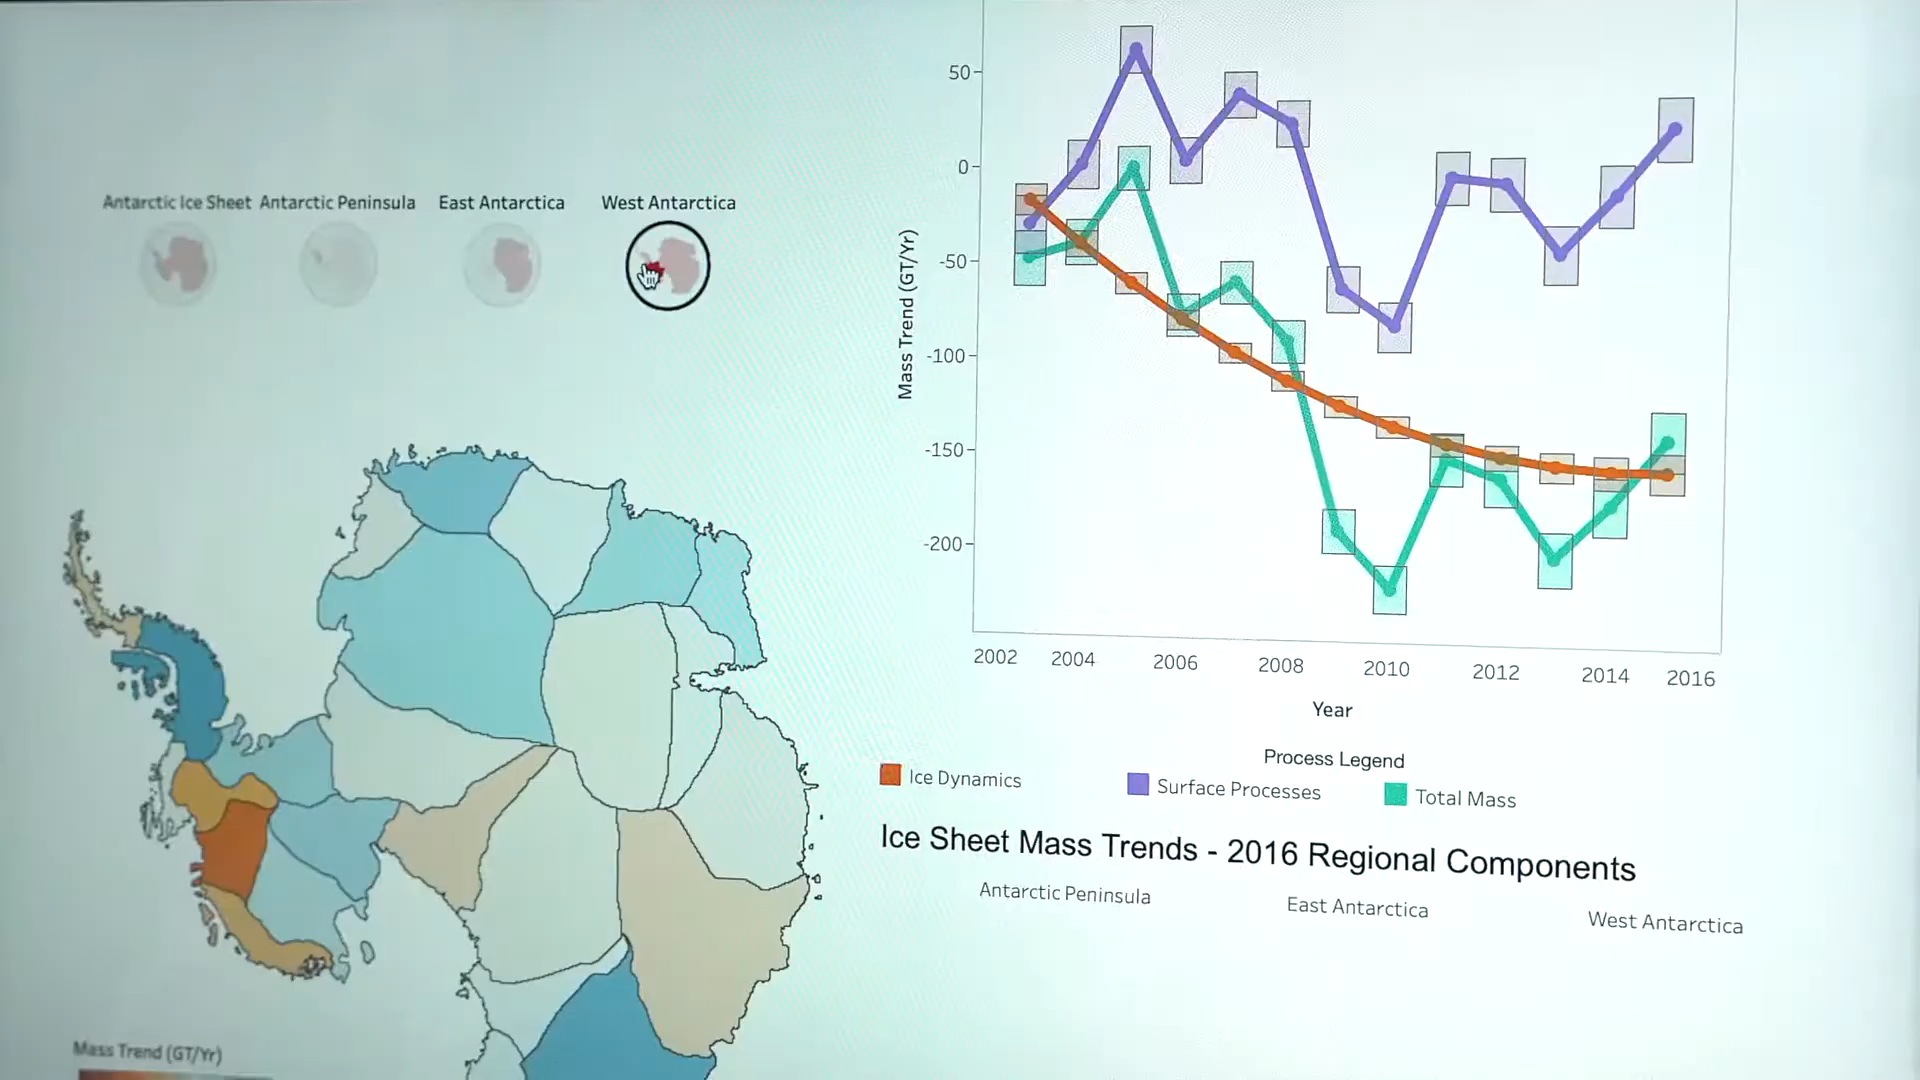 Antarctic Ice Sheet
Antarctic Peninsula
East Antarctica
West Antarctica
Mass Trend (GT/Yr)
50
0
-50
-100
-150
-200
Mass Trend (GT/Yr)
2002
2004
2006
2008
2010
2012
2014
2016
Year
Process Legend
Ice Dynamics
Surface Processes
Total Mass
Ice Sheet Mass Trends - 2016 Regional Components
Antarctic Peninsula
East Antarctica
West Antarctica